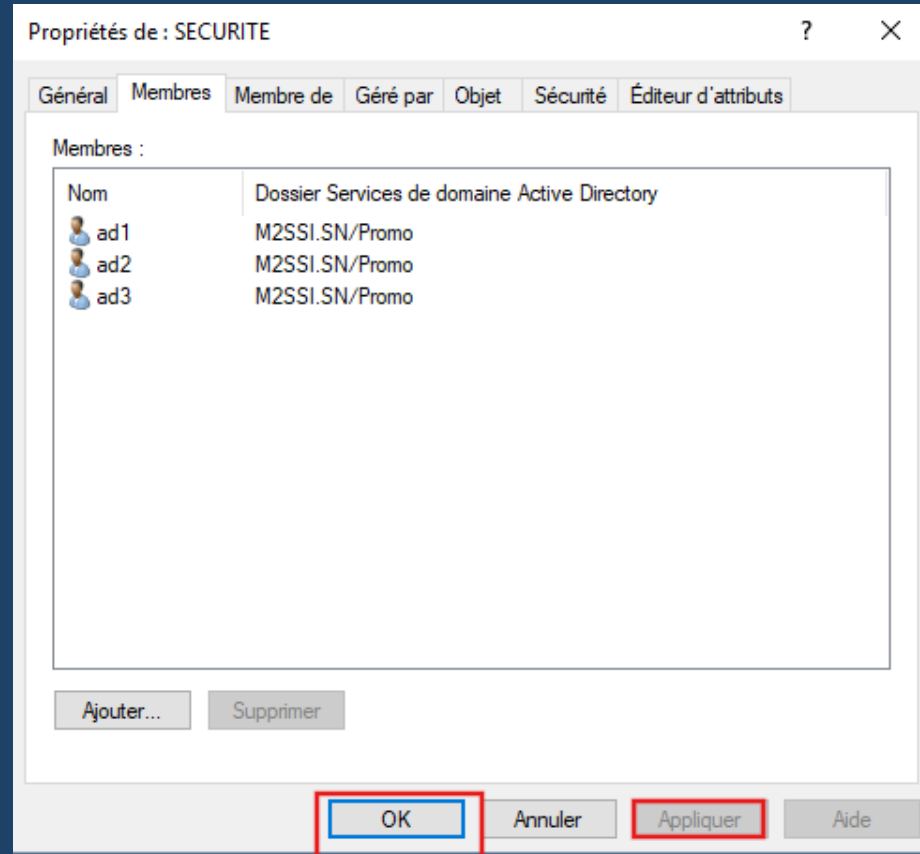 Propriétés de : SECURITE ? ×
Général Membres Membre de Géré par Objet Sécurité Éditeur d'attributs
Membres :
Nom Dossier Services de domaine Active Directory
ad1 M2SSI.SN/Promo
ad2 M2SSI.SN/Promo
ad3 M2SSI.SN/Promo
Ajouter... Supprimer
OK Annuler Appliquer Aide